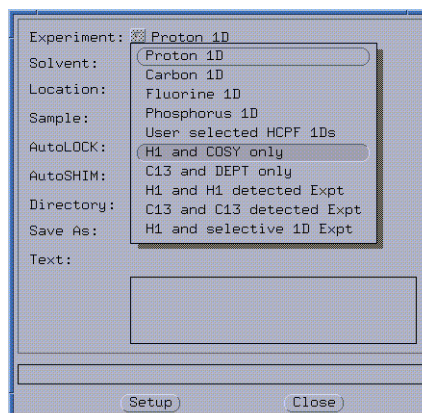 Experiment: Proton 1D
Solvent: Proton 1D
Carbon 1D
Location: Fluorine 1D
Sample: Phosphorus 1D
User selected HCPF 1Ds
AutoLOCK: H1 and COSY only
C13 and DEPT only
AutoSHIM: H1 and H1 detected Expt
Directory: C13 and C13 detected Expt
Save As: H1 and selective 1D Expt
Text:
Setup Close